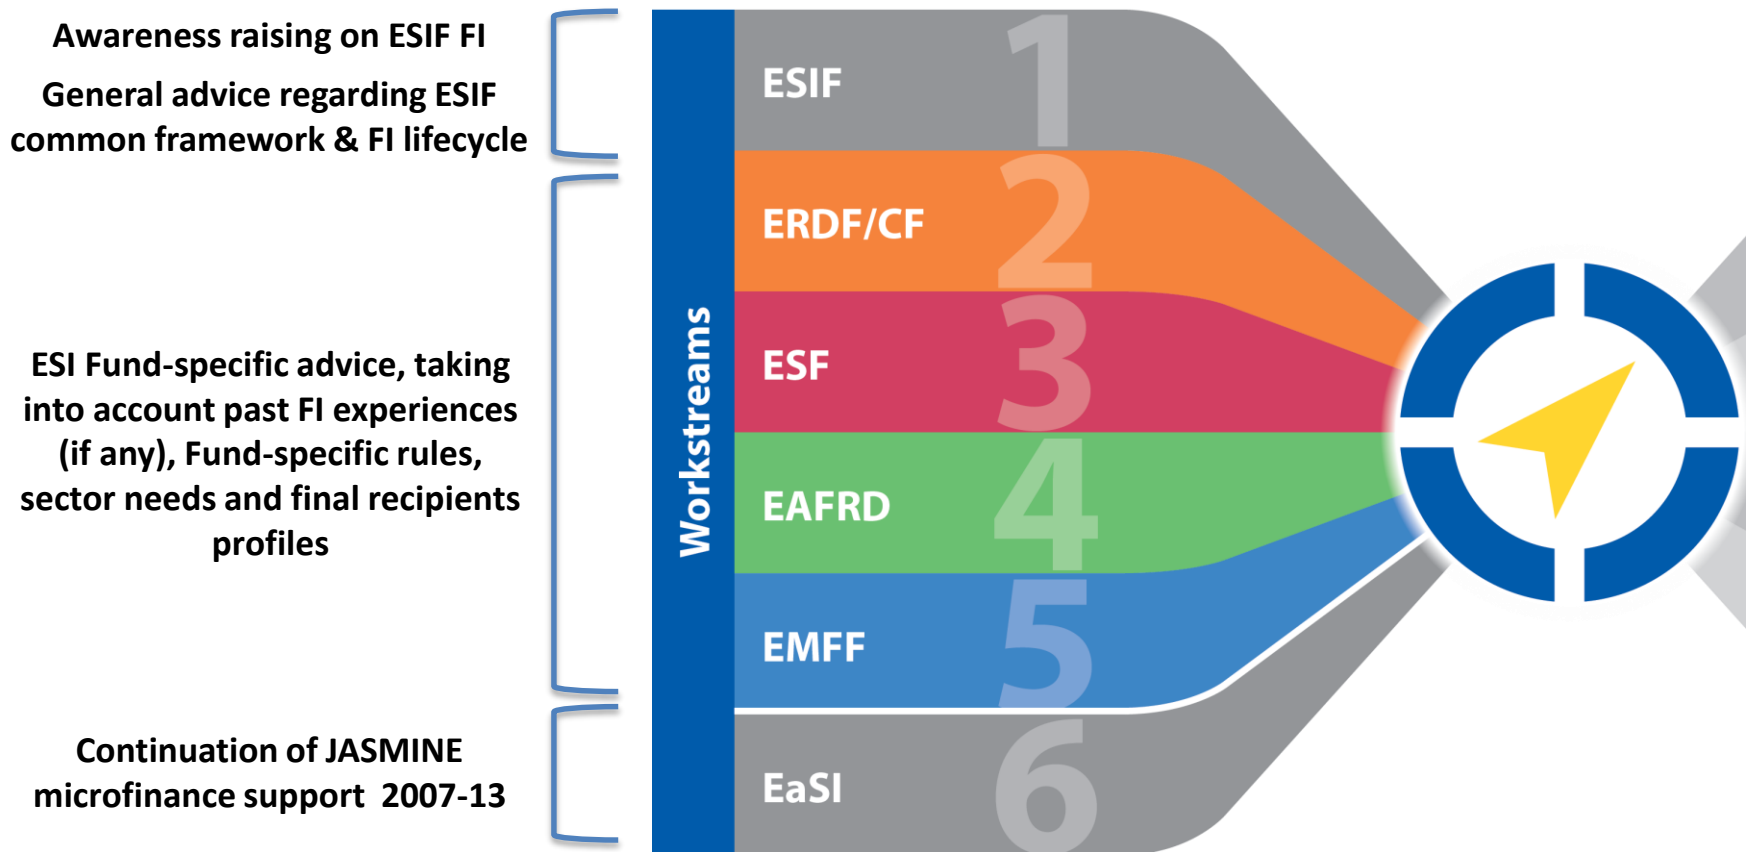 Awareness raising on ESIF FI
General advice regarding ESIF
common framework & FI lifecycle
ESI Fund-specific advice, taking
into account past FI experiences
(if any), Fund-specific rules,
sector needs and final recipients
profiles
Continuation of JASMINE
microfinance support  2007-13
Workstreams
ESIF 1
ERDF/CF 2
ESF 3
EAFRD 4
EMFF 5
EaSI 6